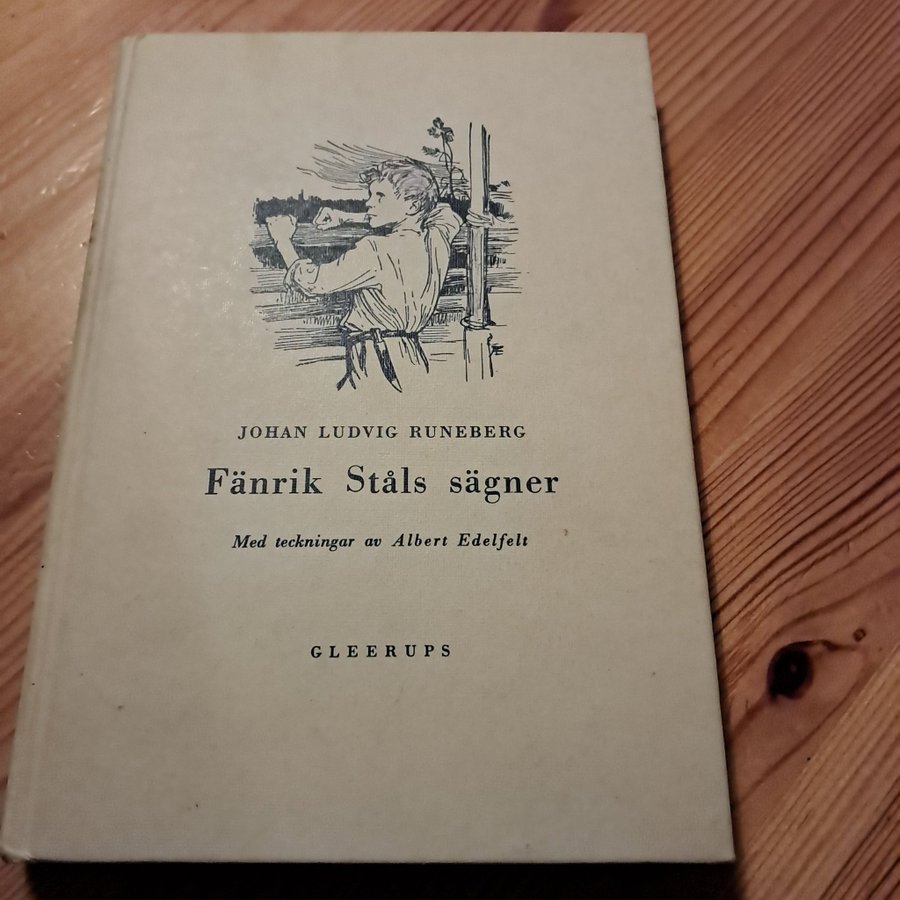 JOHAN LUDVIG RUNEBERG
Fänrik Ståls sägner
Med teckningar av Albert Edelfelt
GLEERUPS